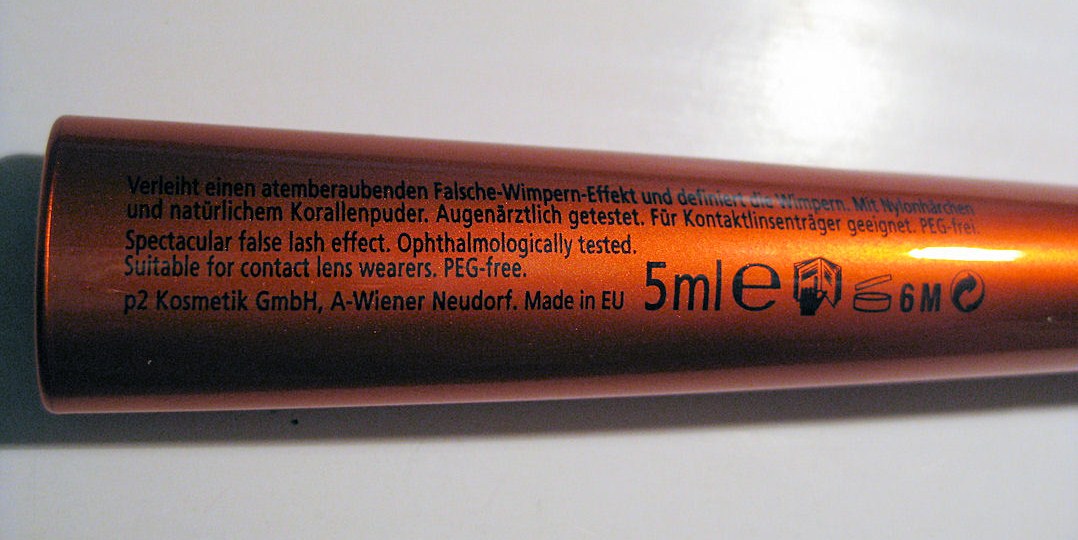 Verleiht einen atemberaubenden Falsche-Wimpern-Effekt und definiert die Wimpern. Mit Nylonhärchen
und natürlichem Korallenpuder. Augenärztlich getestet. Für Kontaktlinsenträger geeignet. PEG-frei.
Spectacular false lash effect. Ophthalmologically tested.
Suitable for contact lens wearers. PEG-free.
p2 Kosmetik GmbH, A-Wiener Neudorf. Made in EU 5ml e 6 M